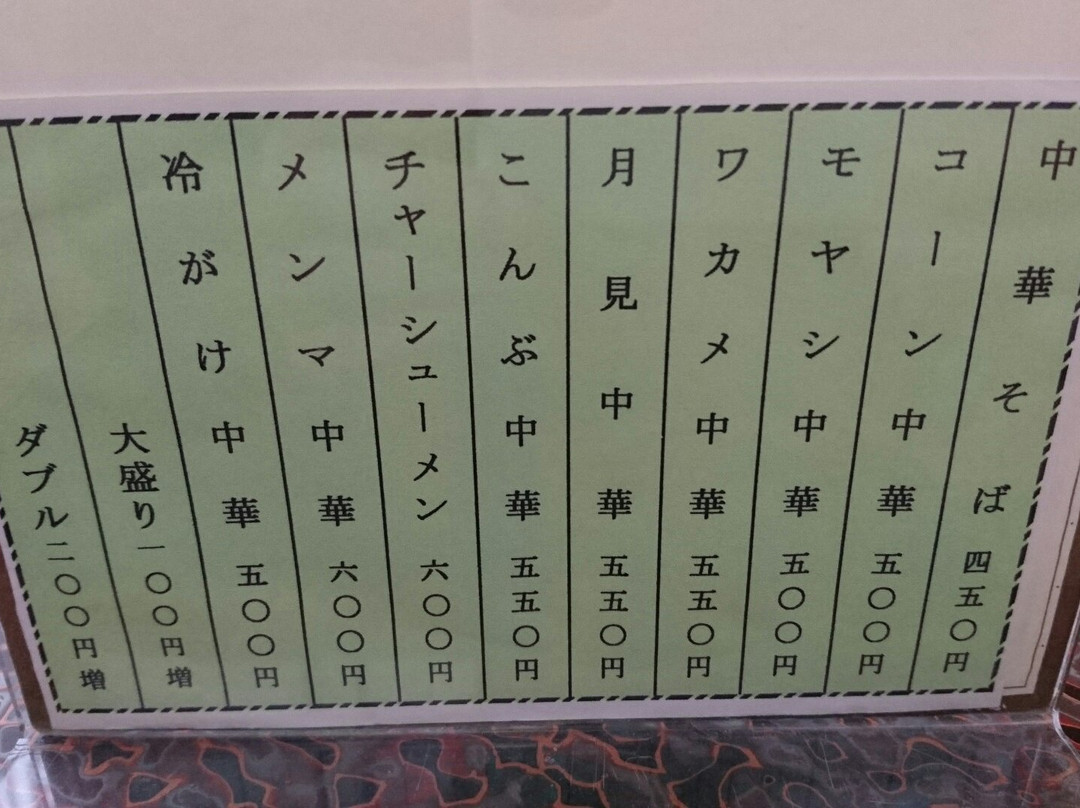 中華そば 四五〇円
コーン中華 五〇〇円
モヤシ中華 五〇〇円
ワカメ中華 五五〇円
月見中華 五五〇円
こんぶ中華 五五〇円
チャーシューメン 六〇〇円
メンマ中華 六〇〇円
冷がけ中華 五〇〇円
大盛り一〇〇円増
ダブル二〇〇円増